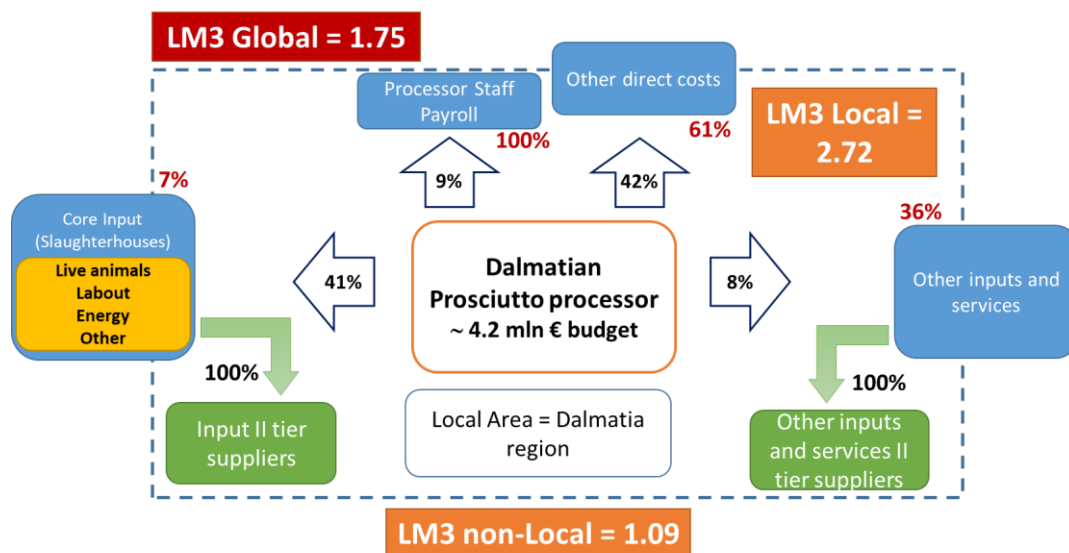 LM3 Global = 1.75
Processor Staff
Payroll
100%
Other direct costs
61%
LM3 Local =
2.72
9%
42%
7%
Core Input
(Slaughterhouses)
Live animals
Labout
Energy
Other
41%
Dalmatian
Prosciutto processor
~ 4.2 mln € budget
8%
36%
Other inputs and
services
100%
Input II tier
suppliers
Local Area = Dalmatia
region
100%
Other inputs
and services II
tier suppliers
LM3 non-Local = 1.09